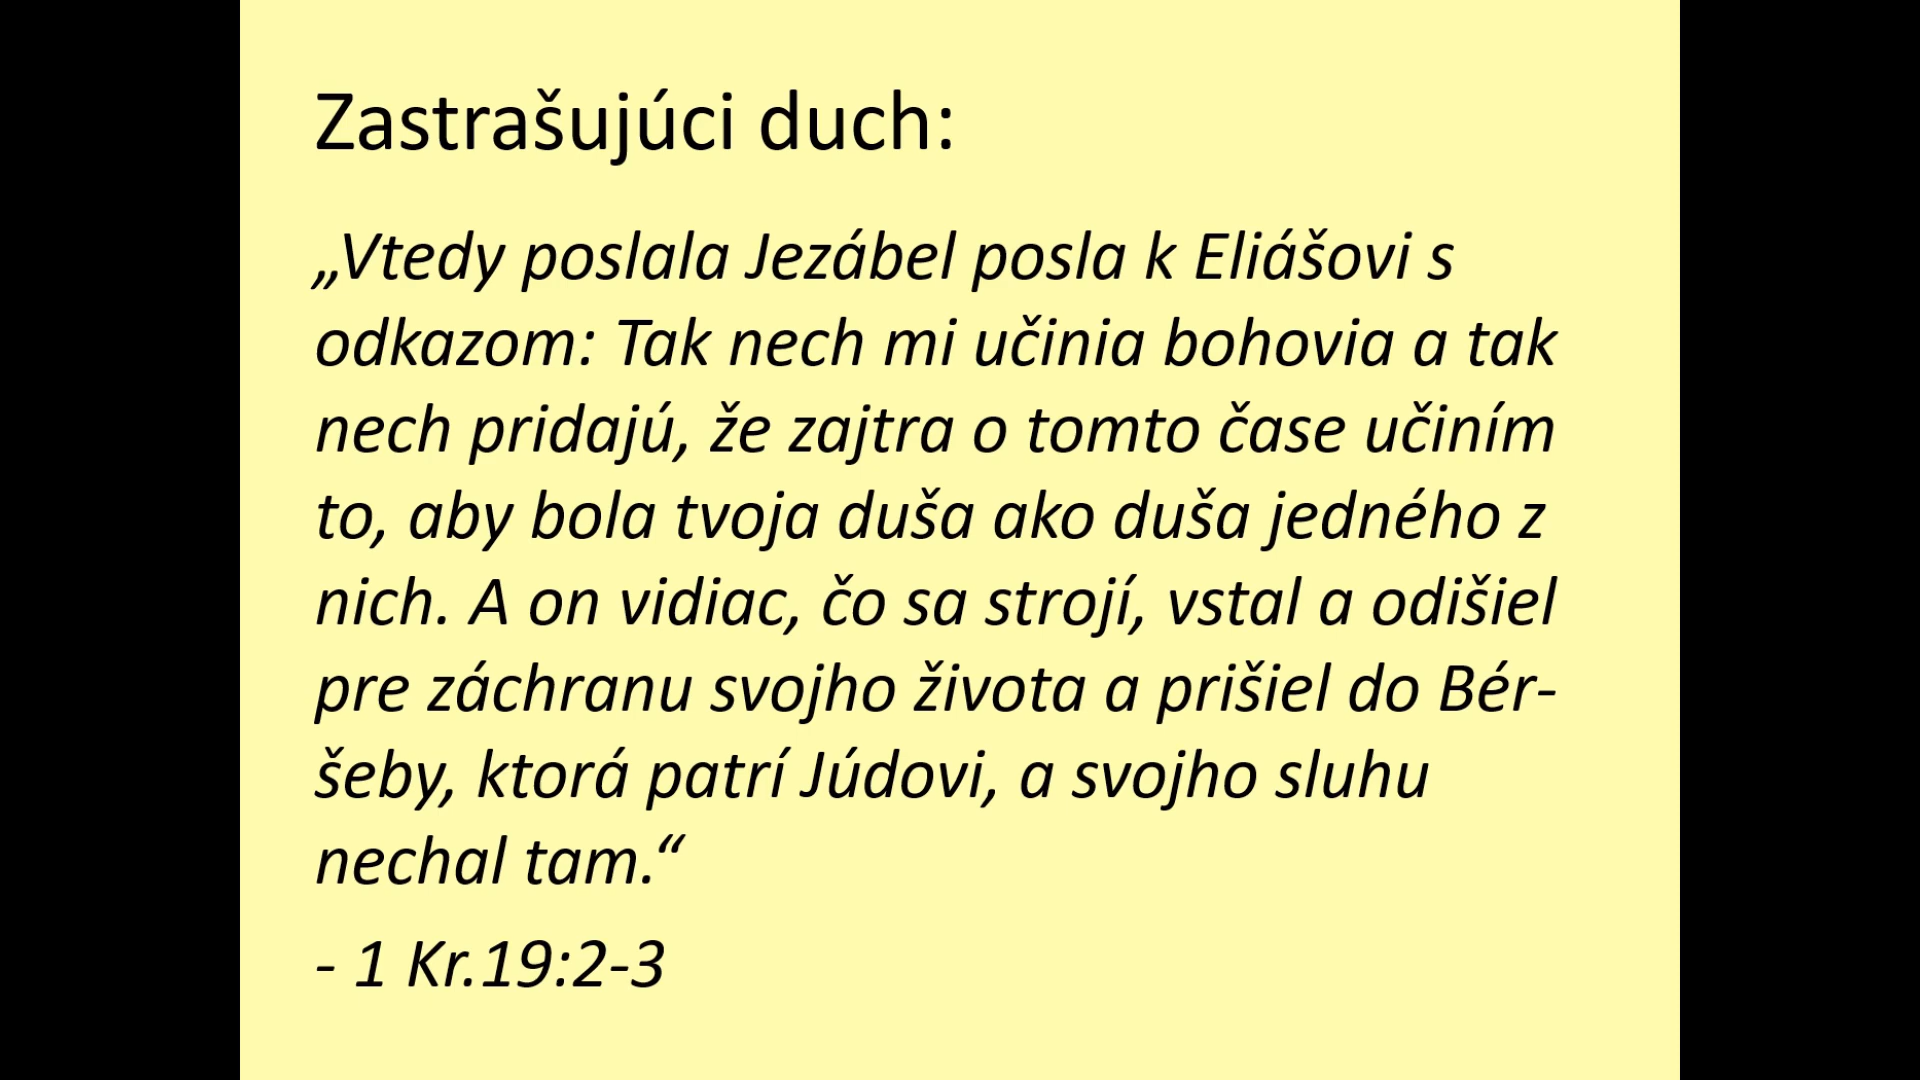 Zastrašujúci duch:
„Vtedy poslala Jezábel posla k Eliášovi s
odkazom: Tak nech mi učinia bohovia a tak
nech pridajú, že zajtra o tomto čase učiním
to, aby bola tvoja duša ako duša jedného z
nich. A on vidiac, čo sa strojí, vstal a odišiel
pre záchranu svojho života a prišiel do Bér-
šeby, ktorá patrí Júdovi, a svojho sluhu
nechal tam.“
- 1 Kr.19:2-3